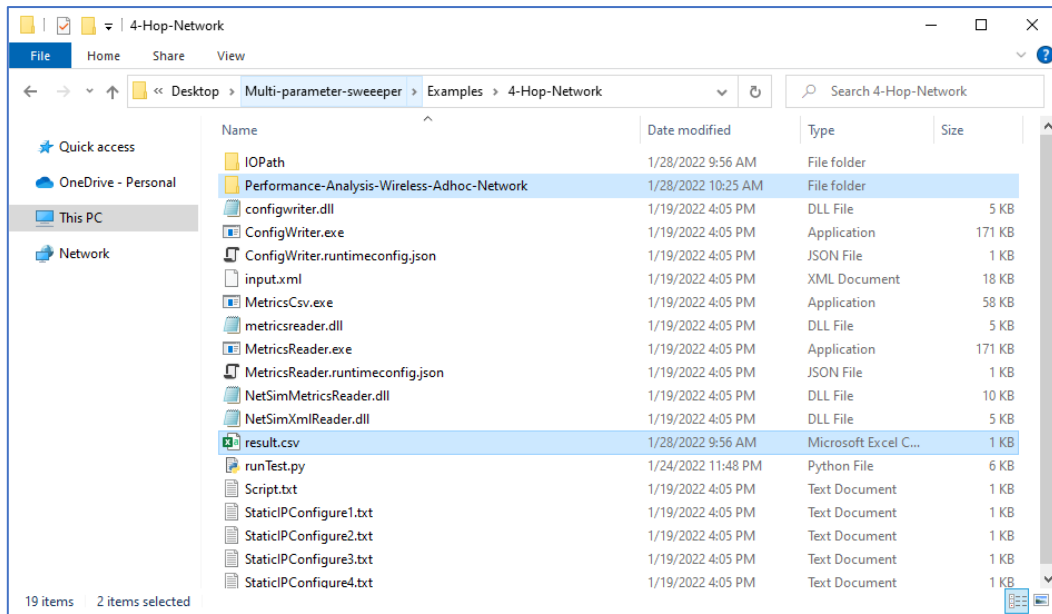 4-Hop-Network
File Home Share View
« Desktop › Multi-parameter-sweeeper › Examples › 4-Hop-Network
Search 4-Hop-Network
Name Date modified Type Size
Quick access
OneDrive - Personal
This PC
Network
IOPath 1/28/2022 9:56 AM File folder
Performance-Analysis-Wireless-Adhoc-Network 1/28/2022 10:25 AM File folder
configwriter.dll 1/19/2022 4:05 PM DLL File 5 KB
ConfigWriter.exe 1/19/2022 4:05 PM Application 171 KB
ConfigWriter.runtimeconfig.json 1/19/2022 4:05 PM JSON File 1 KB
input.xml 1/19/2022 4:05 PM XML Document 18 KB
MetricsCsv.exe 1/19/2022 4:05 PM Application 58 KB
metricsreader.dll 1/19/2022 4:05 PM DLL File 5 KB
MetricsReader.exe 1/19/2022 4:05 PM Application 171 KB
MetricsReader.runtimeconfig.json 1/19/2022 4:05 PM JSON File 1 KB
NetSimMetricsReader.dll 1/19/2022 4:05 PM DLL File 10 KB
NetSimXmlReader.dll 1/19/2022 4:05 PM DLL File 5 KB
result.csv 1/28/2022 9:56 AM Microsoft Excel C... 1 KB
runTest.py 1/24/2022 11:48 PM Python File 6 KB
Script.txt 1/19/2022 4:05 PM Text Document 1 KB
StaticIPConfigure1.txt 1/19/2022 4:05 PM Text Document 1 KB
StaticIPConfigure2.txt 1/19/2022 4:05 PM Text Document 1 KB
StaticIPConfigure3.txt 1/19/2022 4:05 PM Text Document 1 KB
StaticIPConfigure4.txt 1/19/2022 4:05 PM Text Document 1 KB
19 items 2 items selected